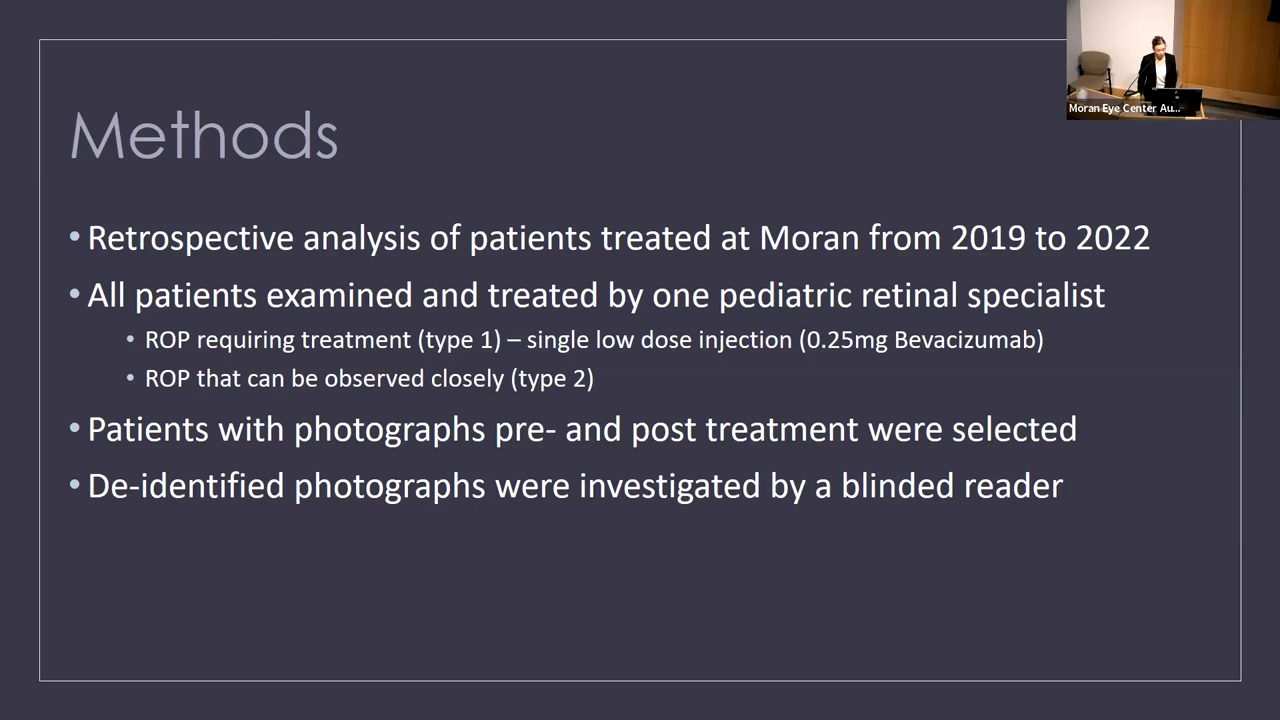 Moran Eye Center Au...
Methods
• Retrospective analysis of patients treated at Moran from 2019 to 2022
• All patients examined and treated by one pediatric retinal specialist
• ROP requiring treatment (type 1) – single low dose injection (0.25mg Bevacizumab)
• ROP that can be observed closely (type 2)
• Patients with photographs pre- and post treatment were selected
• De-identified photographs were investigated by a blinded reader